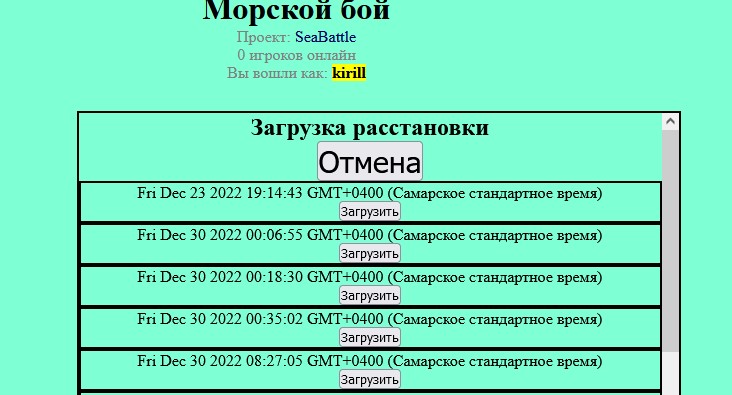 Морской бой
Проект: SeaBattle
0 игроков онлайн
Вы вошли как: kirill
Загрузка расстановки
Отмена
Fri Dec 23 2022 19:14:43 GMT+0400 (Самарское стандартное время)
Загрузить
Fri Dec 30 2022 00:06:55 GMT+0400 (Самарское стандартное время)
Загрузить
Fri Dec 30 2022 00:18:30 GMT+0400 (Самарское стандартное время)
Загрузить
Fri Dec 30 2022 00:35:02 GMT+0400 (Самарское стандартное время)
Загрузить
Fri Dec 30 2022 08:27:05 GMT+0400 (Самарское стандартное время)
Загрузить